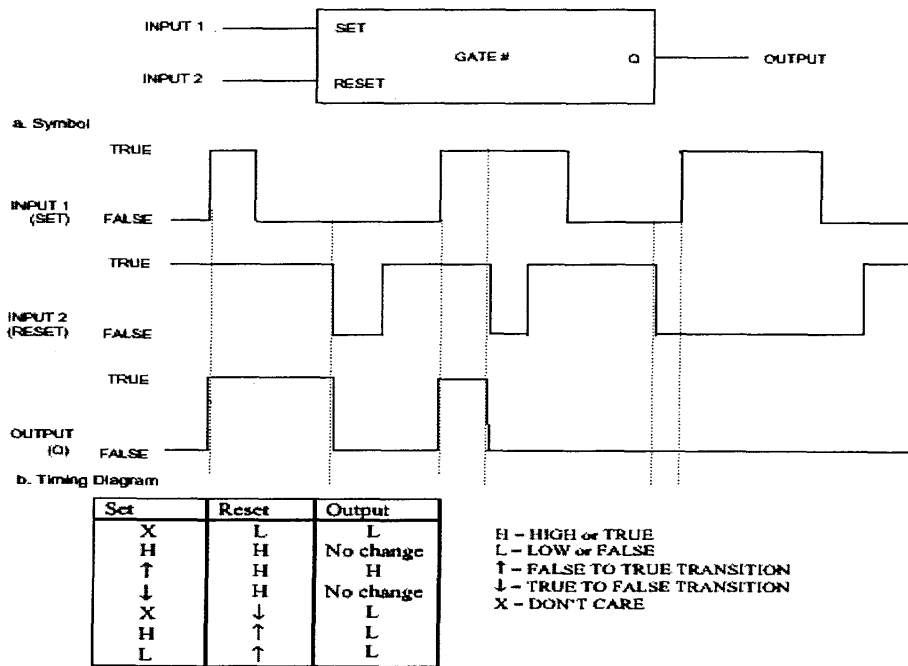 INPUT 1
SET
GATE #
Q
OUTPUT
INPUT 2
RESET
a. Symbol
TRUE
INPUT 1
(SET)
FALSE
TRUE
INPUT 2
(RESET)
FALSE
TRUE
OUTPUT
(Q)
FALSE
b. Timing Diagram
Set Reset Output
X L L
H H No change
↑ H H
↓ H No change
X ↓ L
H ↑ L
L ↑ L
H – HIGH or TRUE
L – LOW or FALSE
↑ – FALSE TO TRUE TRANSITION
↓ – TRUE TO FALSE TRANSITION
X – DON'T CARE